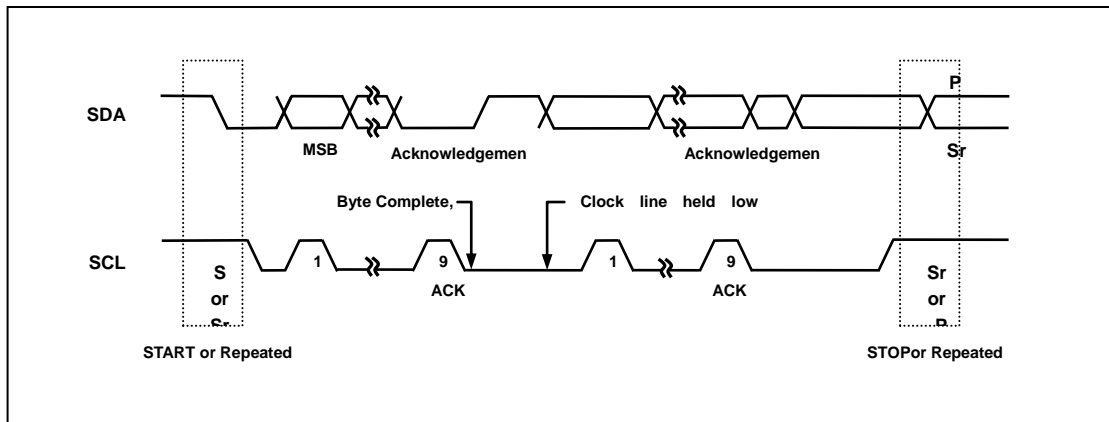 P
SDA
MSB
Acknowledgemen
Acknowledgemen
Sr
Byte Complete,
Clock line held low
SCL
1
9
1
9
S
or
Sr
ACK
ACK
Sr
or
P
START or Repeated
STOPor Repeated